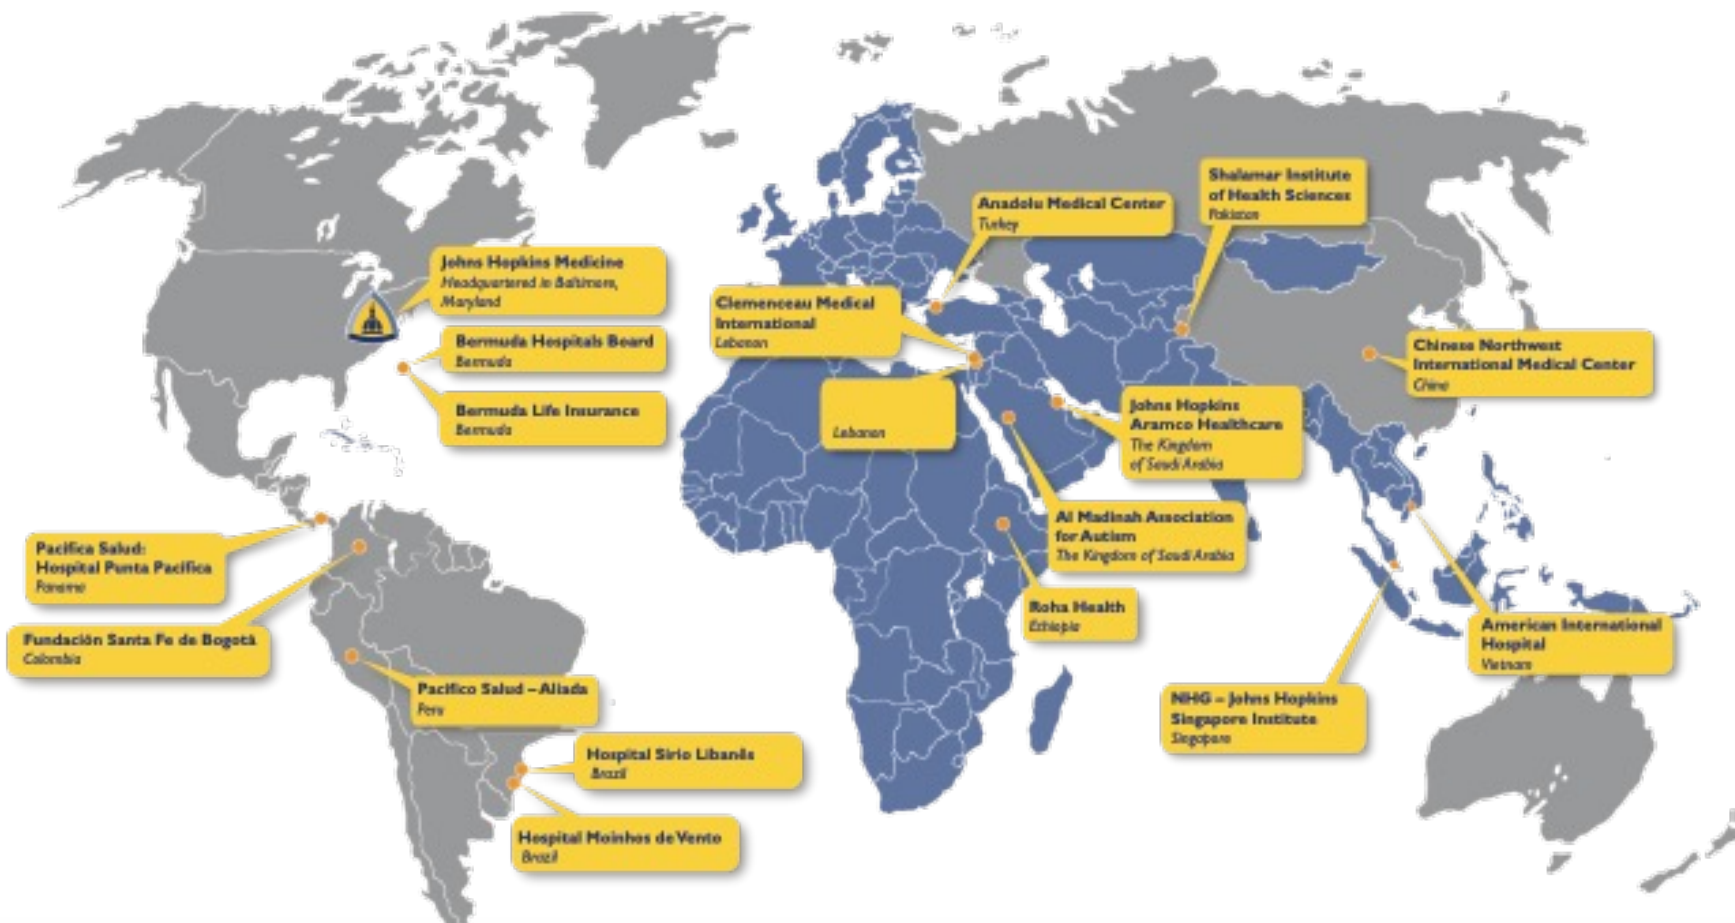 Johns Hopkins Medicine
Headquartered in Baltimore,
Maryland
Bermuda Hospitals Board
Bermuda
Bermuda Life Insurance
Bermuda
Pacifica Salud:
Hospital Punta Pacifica
Panama
Fundación Santa Fe de Bogotá
Colombia
Pacifico Salud – Aliada
Peru
Hospital Sirio Libanês
Brazil
Hospital Moinhos de Vento
Brazil
Clemenceau Medical
International
Lebanon
Lebanon
Anadolu Medical Center
Turkey
Shalamar Institute
of Health Sciences
Pakistan
Chinese Northwest
International Medical Center
China
Johns Hopkins
Aramco Healthcare
The Kingdom
of Saudi Arabia
Al Madinah Association
for Autism
The Kingdom of Saudi Arabia
Roha Health
Ethiopia
NHG – Johns Hopkins
Singapore Institute
Singapore
American International
Hospital
Vietnam